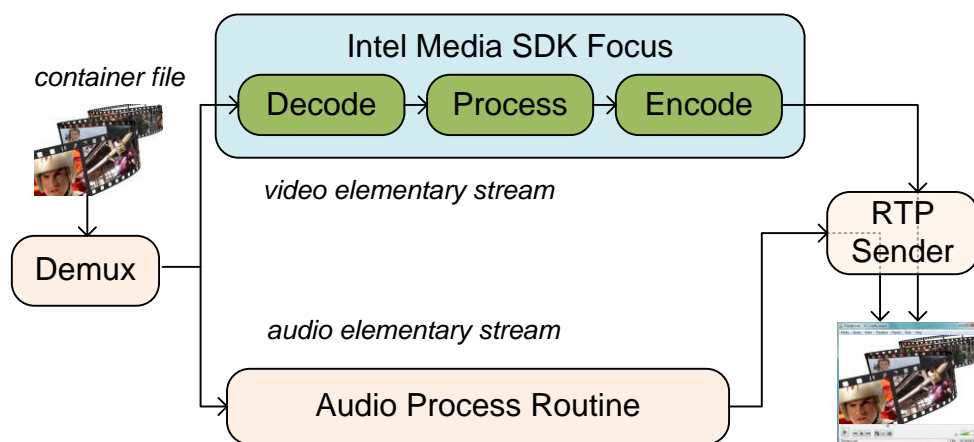 Intel Media SDK Focus
container file
Decode
Process
Encode
video elementary stream
RTP
Sender
Demux
audio elementary stream
Audio Process Routine